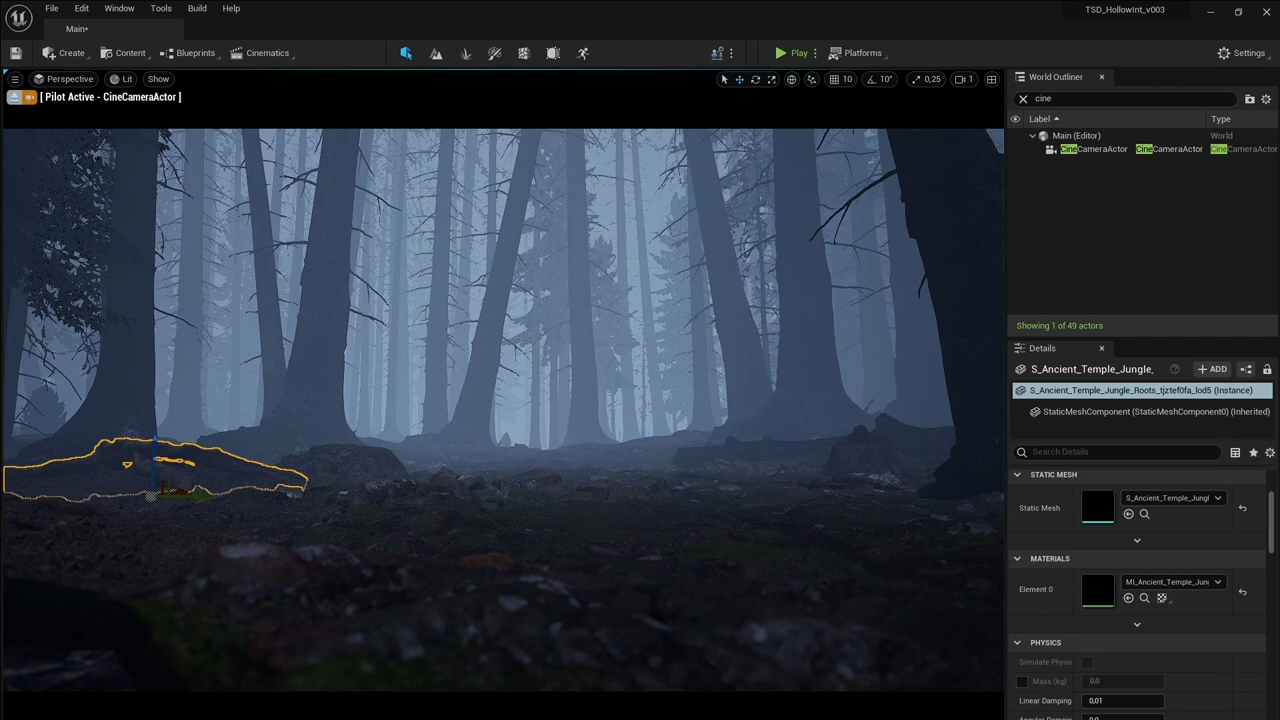 File Edit Window Tools Build Help
TSD_HollowInt_v003
Main•
Create Content Blueprints Cinematics Play Platforms Settings
Perspective Lit Show 10 10° 0,25 1
[ Pilot Active - CineCameraActor ]
World Outliner
cine
Label Type
Main (Editor) World
CineCameraActor CineCameraActor CineCameraActor
Showing 1 of 49 actors
Details
S_Ancient_Temple_Jungle_ ADD
S_Ancient_Temple_Jungle_Roots_tjztef0fa_lod5 (Instance)
StaticMeshComponent (StaticMeshComponent0) (Inherited)
Search Details
STATIC MESH
Static Mesh S_Ancient_Temple_Jungl
MATERIALS
Element 0 MI_Ancient_Temple_Jun
PHYSICS
Simulate Physic
Mass (kg) 0,0
Linear Damping 0,01